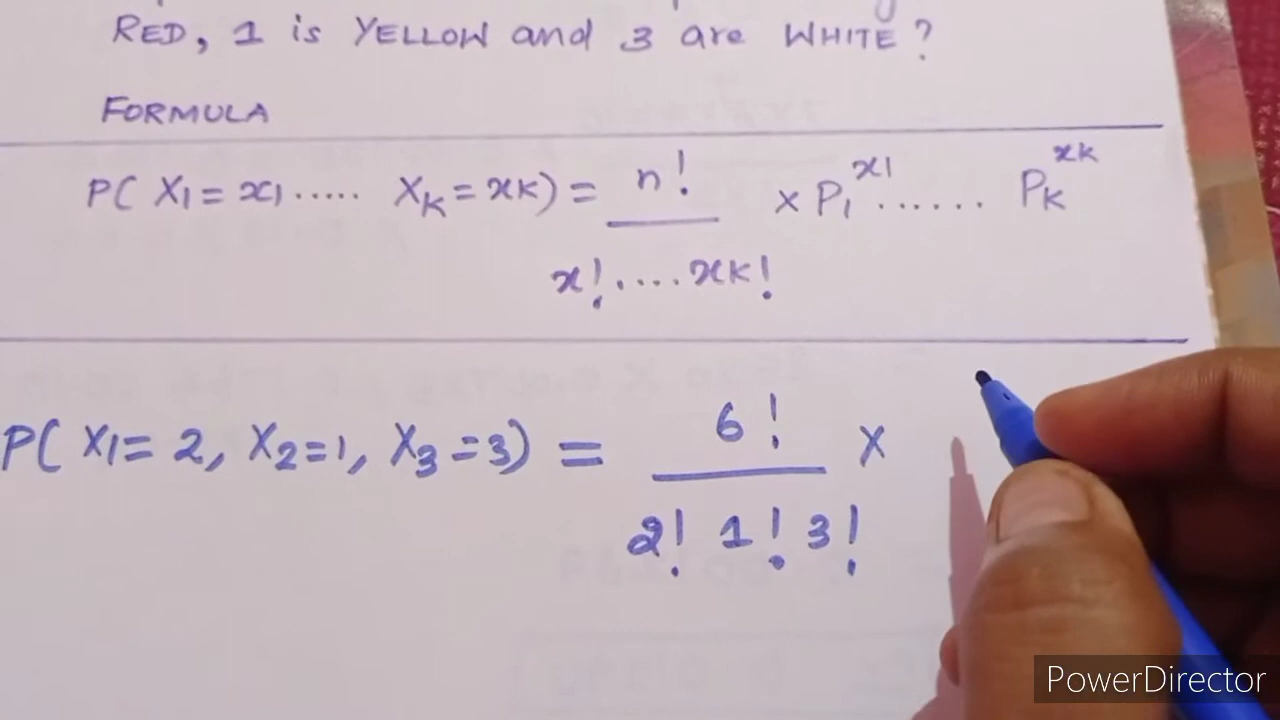 RED, 1 is YELLOW and 3 are WHITE?
FORMULA
P( X1 = x1 ..... XK = xK) = n! / x! .... xK! × P1^x1 ...... PK^xK
P( X1 = 2, X2 = 1, X3 = 3) = 6! / 2! 1! 3! ×
PowerDirector